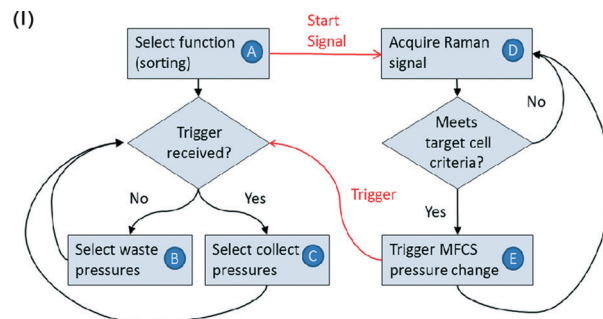 (I)
Select function
(sorting)
A
Start
Signal
Acquire Raman
signal
D
Trigger
received?
Meets
target cell
criteria?
No
No
Yes
Trigger
Yes
Select waste
pressures
B
Select collect
pressures
C
Trigger MFCS
pressure change
E